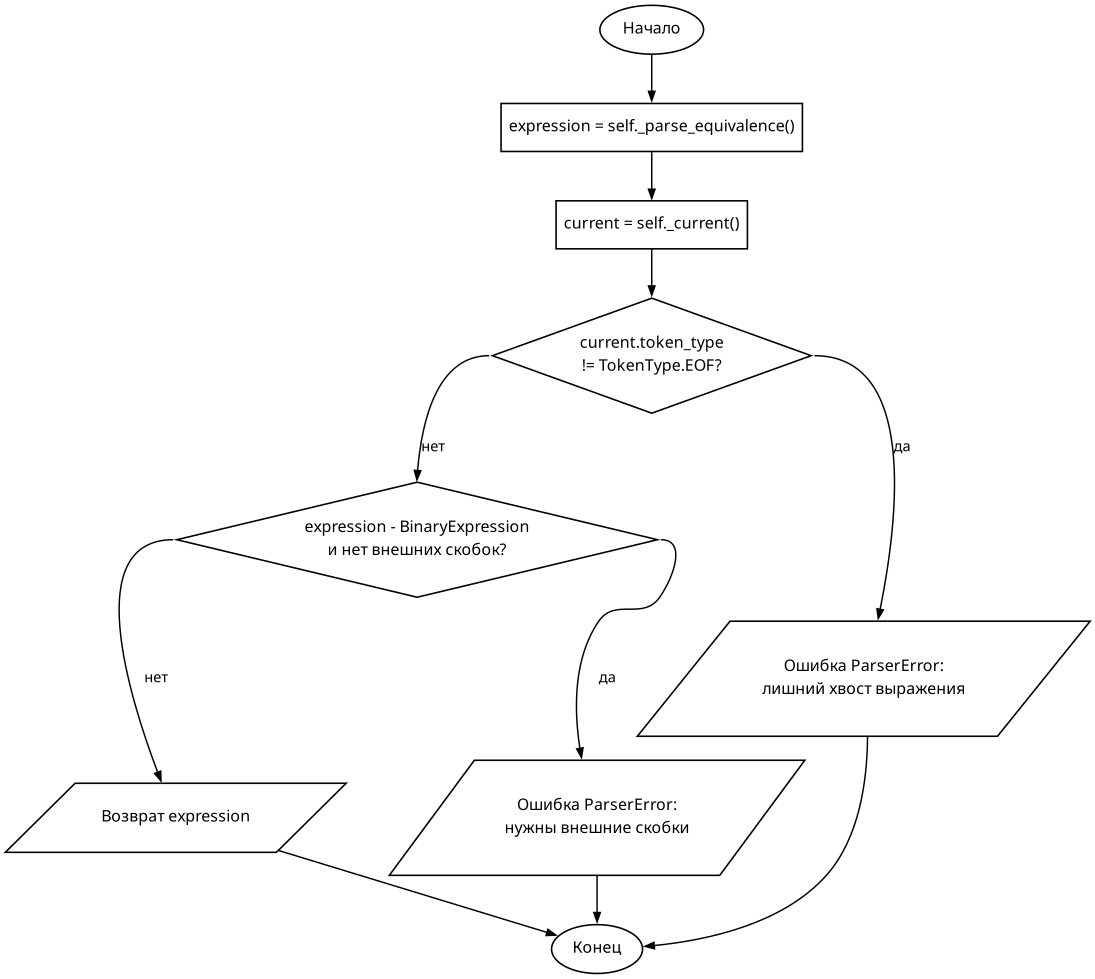 Начало
expression = self._parse_equivalence()
current = self._current()
current.token_type
!= TokenType.EOF?
нет
да
expression - BinaryExpression
и нет внешних скобок?
нет
да
Ошибка ParserError:
лишний хвост выражения
Возврат expression
Ошибка ParserError:
нужны внешние скобки
Конец